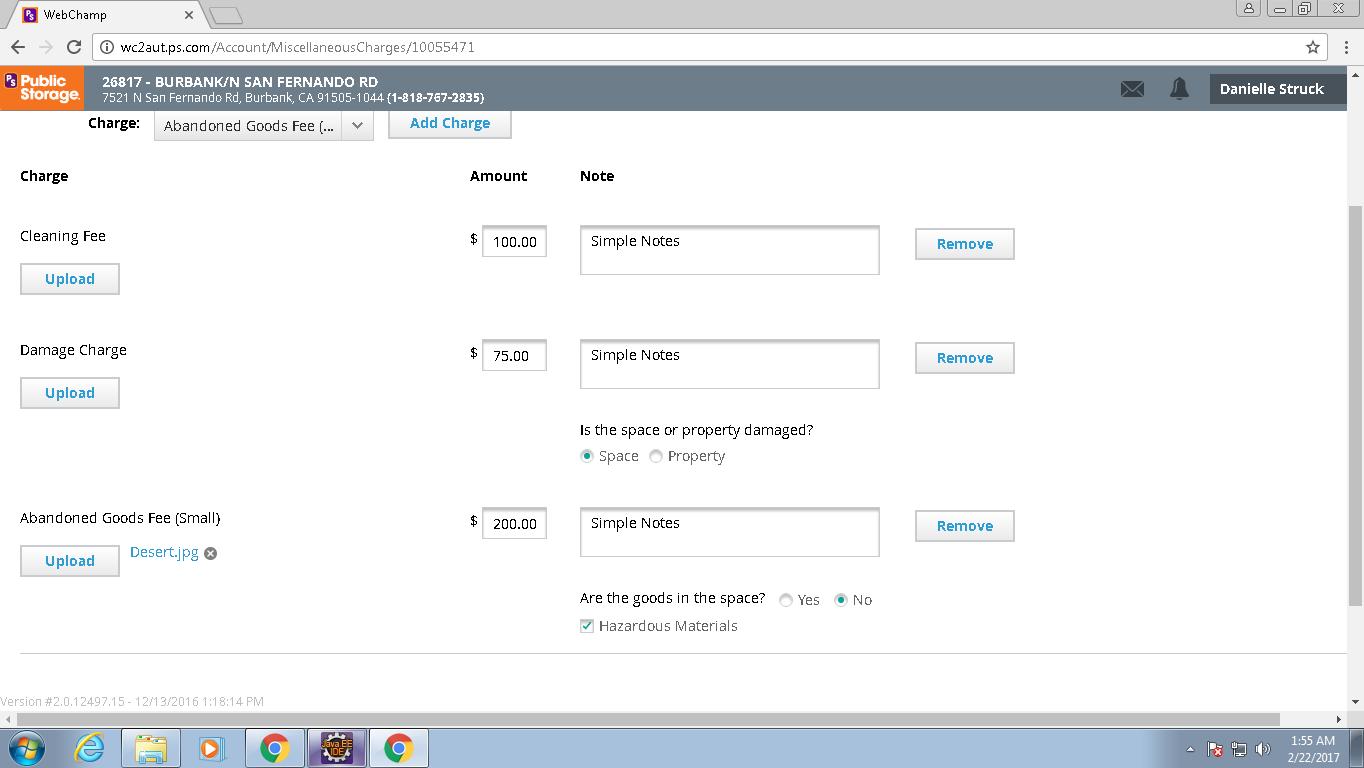 WebChamp
wc2aut.ps.com/Account/MiscellaneousCharges/10055471
Public Storage.
26817 - BURBANK/N SAN FERNANDO RD
7521 N San Fernando Rd, Burbank, CA 91505-1044 (1-818-767-2835)
Danielle Struck
Charge: Abandoned Goods Fee (... Add Charge
Charge Amount Note
Cleaning Fee $ 100.00 Simple Notes Remove
Upload
Damage Charge $ 75.00 Simple Notes Remove
Upload
Is the space or property damaged?
Space Property
Abandoned Goods Fee (Small) $ 200.00 Simple Notes Remove
Upload Desert.jpg
Are the goods in the space? Yes No
Hazardous Materials
Version #2.0.12497.15 - 12/13/2016 1:18:14 PM
Java EE
IDE
1:55 AM
2/22/2017